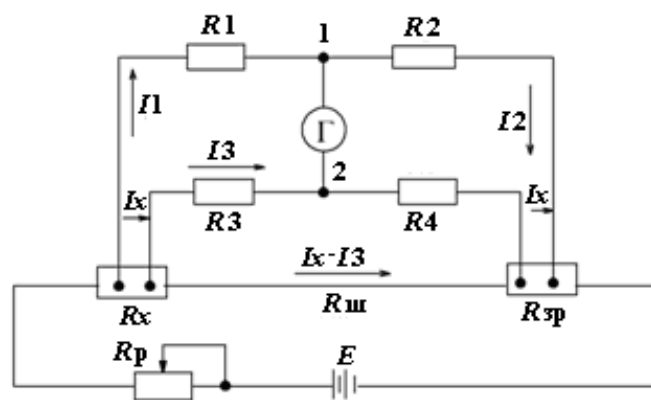 R1 1 R2
I1 Г I2
I3 2
Ix R3 R4 Ix
Ix-I3
Rx Rш Rзр
Rр E